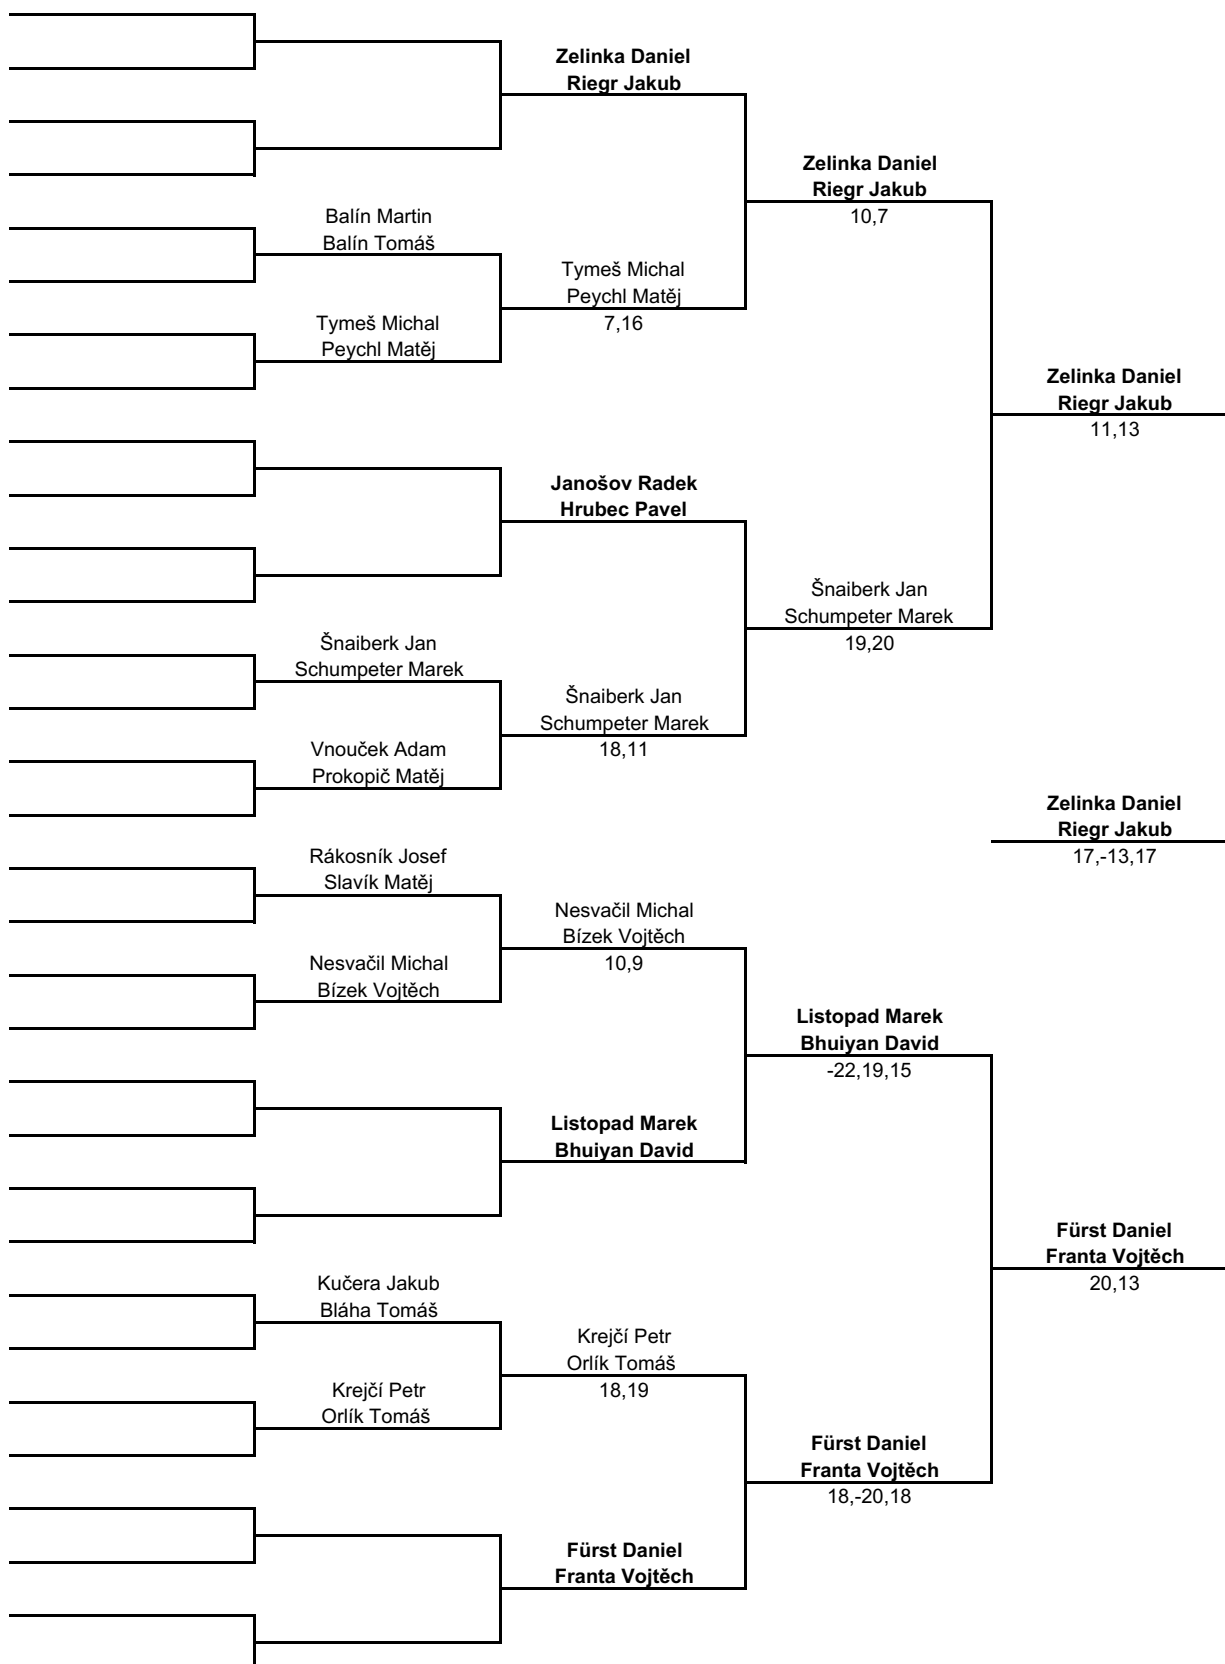 Zelinka Daniel
Riegr Jakub
Zelinka Daniel
Riegr Jakub
10,7
Balín Martin
Balín Tomáš
Tymeš Michal
Peychl Matěj
7,16
Tymeš Michal
Peychl Matěj
Zelinka Daniel
Riegr Jakub
11,13
Janošov Radek
Hrubec Pavel
Šnaiberk Jan
Schumpeter Marek
19,20
Šnaiberk Jan
Schumpeter Marek
Šnaiberk Jan
Schumpeter Marek
18,11
Vnouček Adam
Prokopič Matěj
Zelinka Daniel
Riegr Jakub
17,-13,17
Rákosník Josef
Slavík Matěj
Nesvačil Michal
Bízek Vojtěch
10,9
Nesvačil Michal
Bízek Vojtěch
Listopad Marek
Bhuiyan David
-22,19,15
Listopad Marek
Bhuiyan David
Fürst Daniel
Franta Vojtěch
20,13
Kučera Jakub
Bláha Tomáš
Krejčí Petr
Orlík Tomáš
18,19
Krejčí Petr
Orlík Tomáš
Fürst Daniel
Franta Vojtěch
18,-20,18
Fürst Daniel
Franta Vojtěch